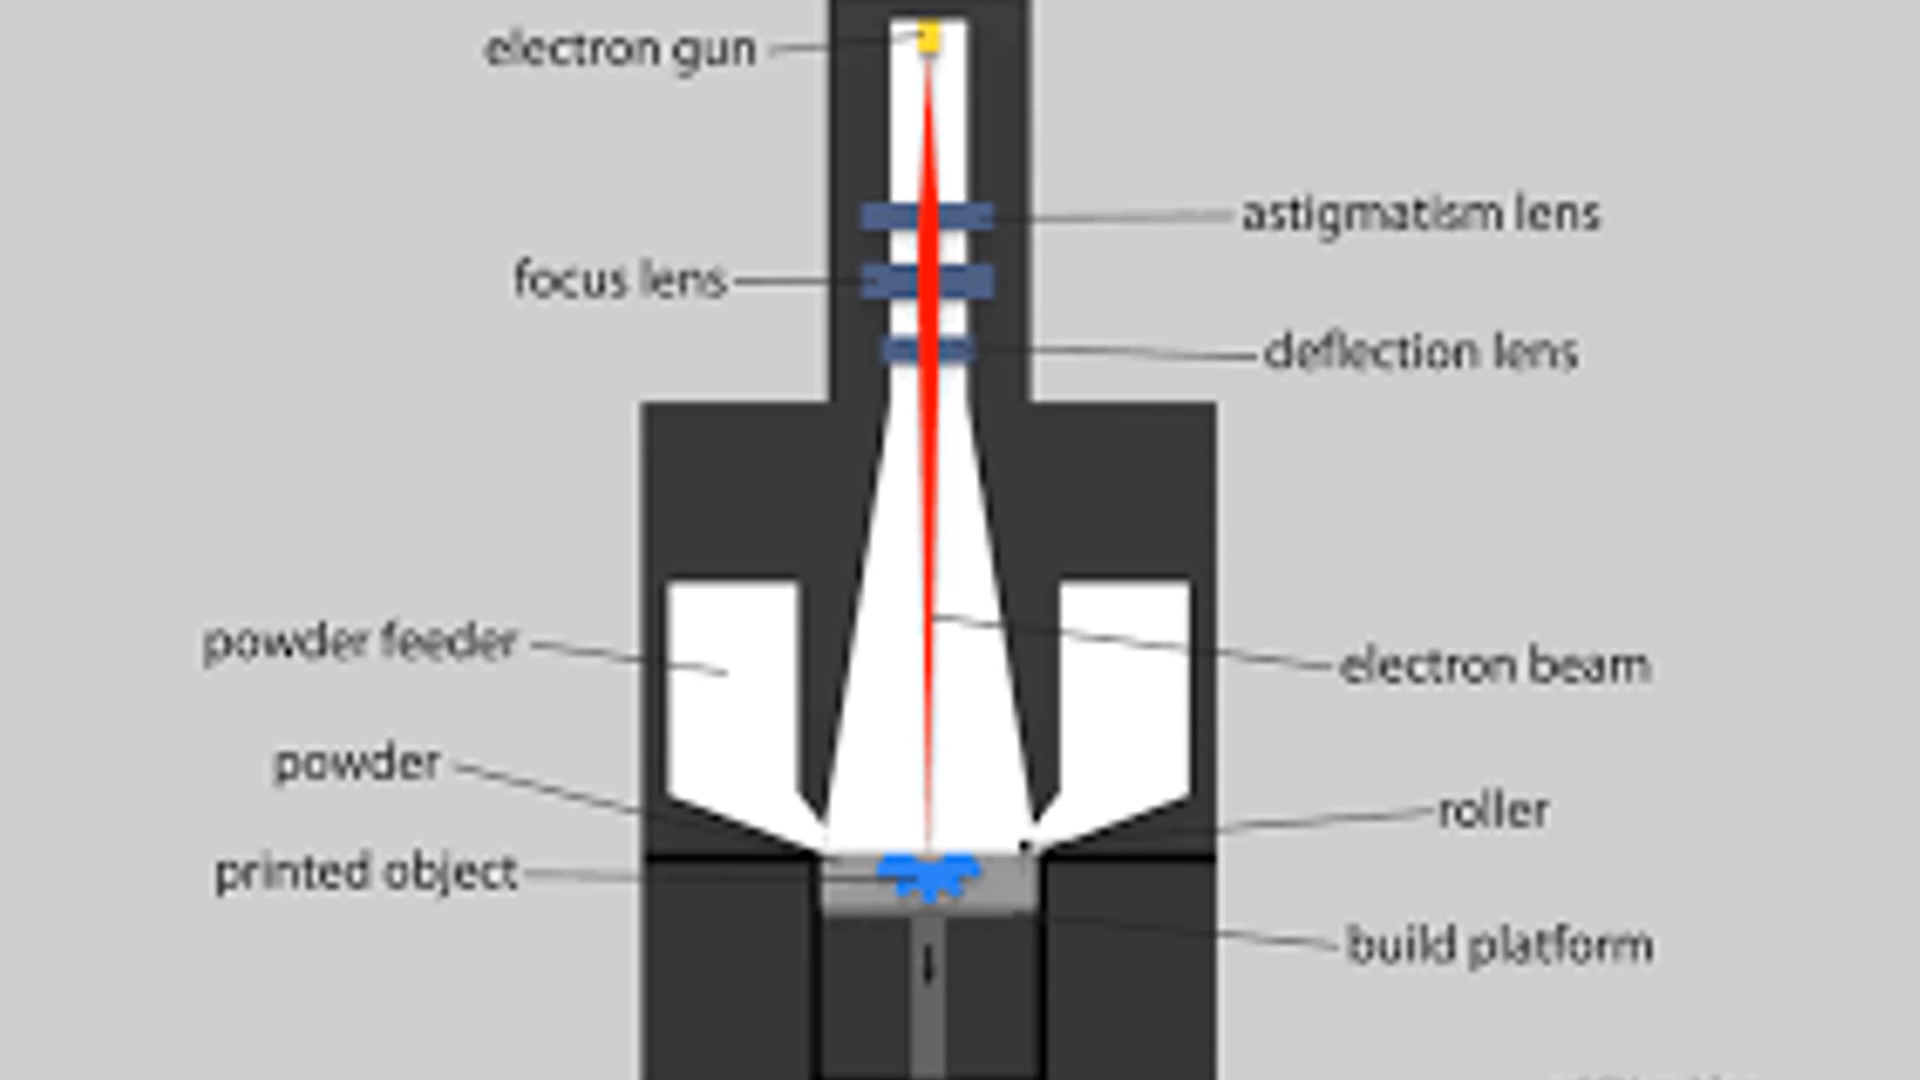 electron gun
astigmatism lens
focus lens
deflection lens
powder feeder
electron beam
powder
roller
printed object
build platform